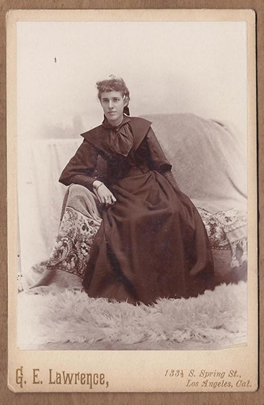 G. E. Lawrence,
133½ S. Spring St.,
Los Angeles, Cal.